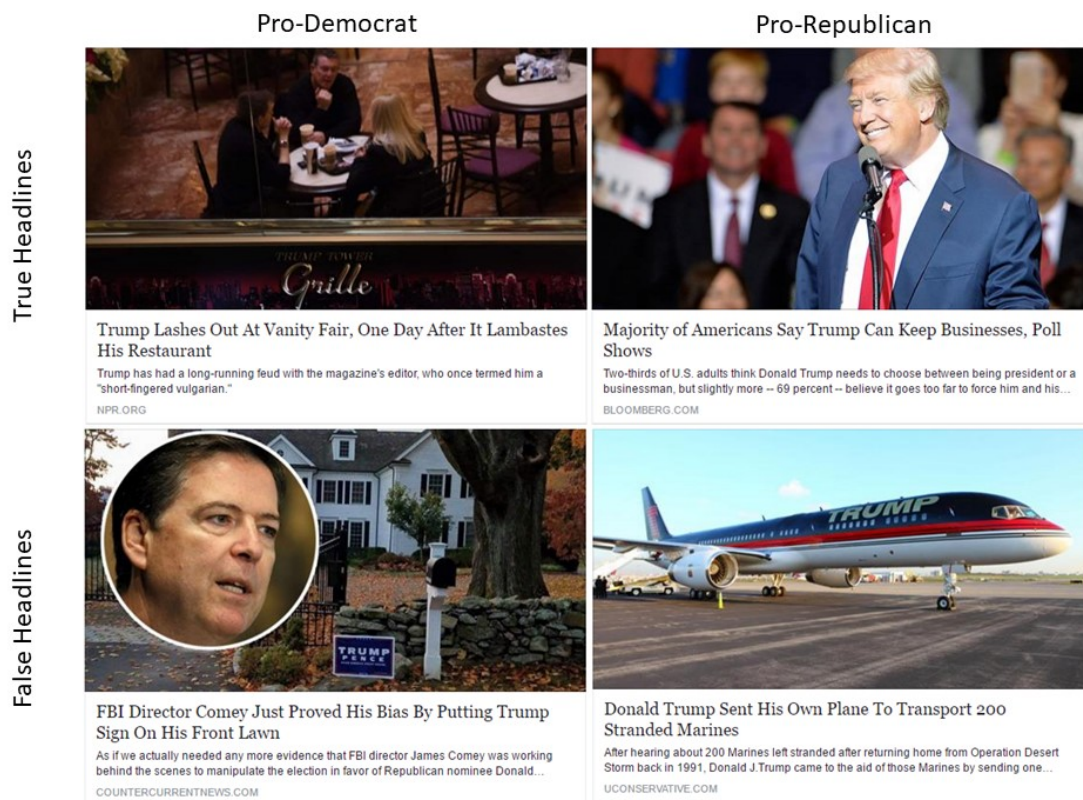 Pro-Democrat
Pro-Republican
True Headlines
TRUMP TOWER
Grille
Trump Lashes Out At Vanity Fair, One Day After It Lambastes
His Restaurant
Trump has had a long-running feud with the magazine's editor, who once termed him a
"short-fingered vulgarian."
NPR.ORG
Majority of Americans Say Trump Can Keep Businesses, Poll
Shows
Two-thirds of U.S. adults think Donald Trump needs to choose between being president or a
businessman, but slightly more -- 69 percent -- believe it goes too far to force him and his...
BLOOMBERG.COM
False Headlines
TRUMP
PENCE
FBI Director Comey Just Proved His Bias By Putting Trump
Sign On His Front Lawn
As if we actually needed any more evidence that FBI director James Comey was working
behind the scenes to manipulate the election in favor of Republican nominee Donald...
COUNTERCURRENTNEWS.COM
TRUMP
Donald Trump Sent His Own Plane To Transport 200
Stranded Marines
After hearing about 200 Marines left stranded after returning home from Operation Desert
Storm back in 1991, Donald J.Trump came to the aid of those Marines by sending one...
UCONSERVATIVE.COM